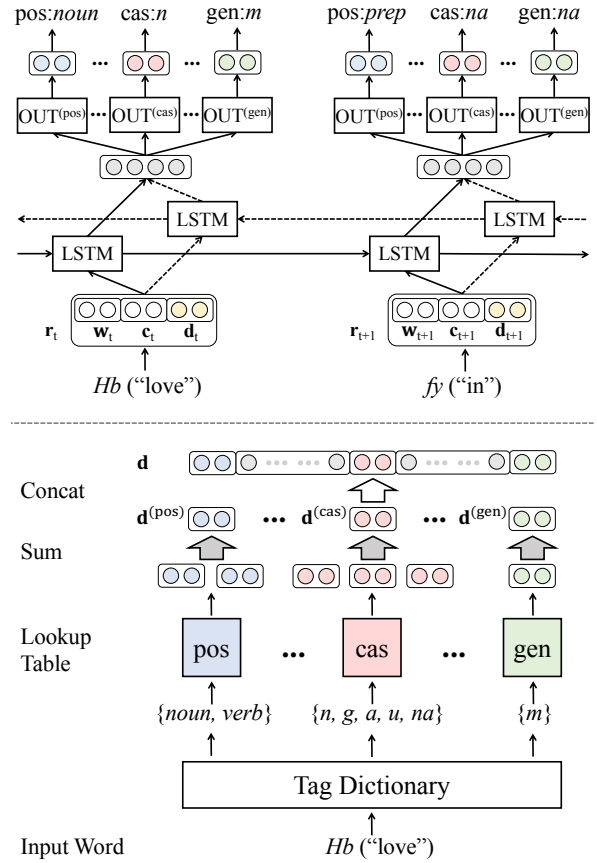 pos:noun cas:n gen:m pos:prep cas:na gen:na
... ... ... ...
OUT(pos) ... OUT(cas) ... OUT(gen) OUT(pos) ... OUT(cas) ... OUT(gen)
LSTM LSTM
LSTM LSTM
r_t w_t c_t d_t r_t+1 w_t+1 c_t+1 d_t+1
Hb ("love") fy ("in")
d ... ... ... ...
Concat
d(pos) ... d(cas) ... d(gen)
Sum
Lookup
Table
pos ... cas ... gen
{noun, verb} {n, g, a, u, na} {m}
Tag Dictionary
Input Word Hb ("love")